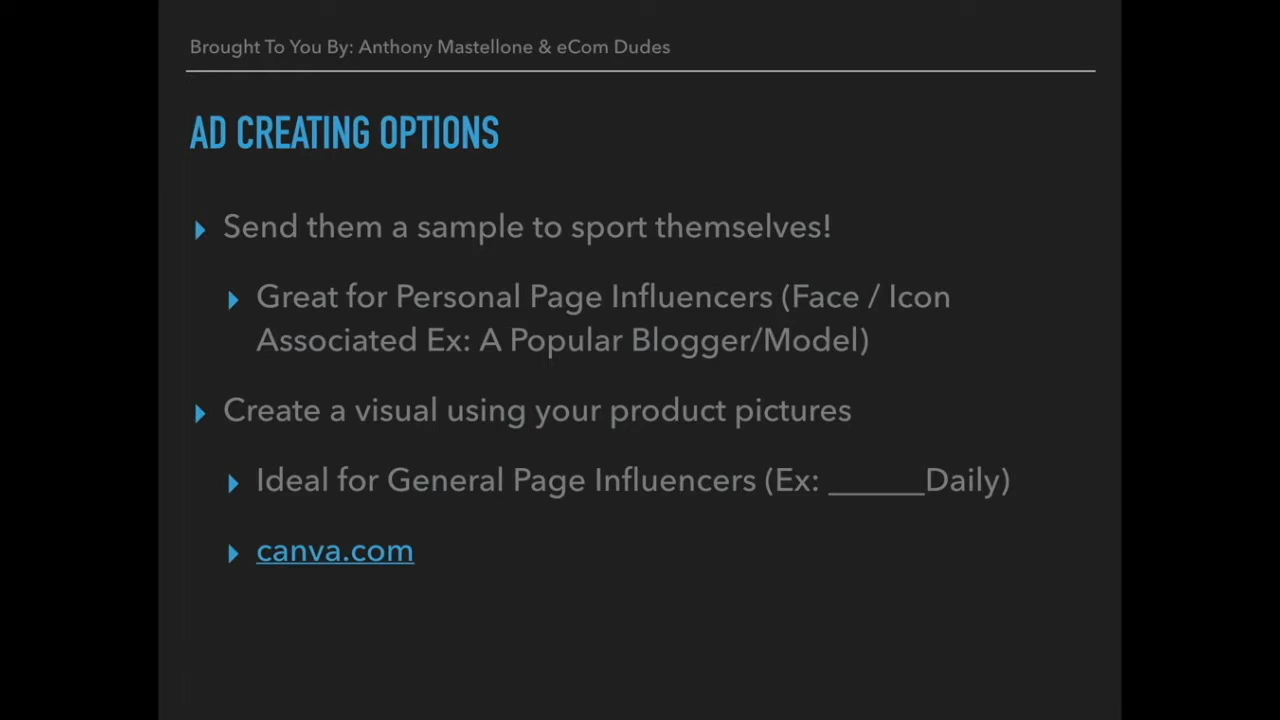 Brought To You By: Anthony Mastellone & eCom Dudes
AD CREATING OPTIONS
Send them a sample to sport themselves!
Great for Personal Page Influencers (Face / Icon
Associated Ex: A Popular Blogger/Model)
Create a visual using your product pictures
Ideal for General Page Influencers (Ex: ______Daily)
canva.com